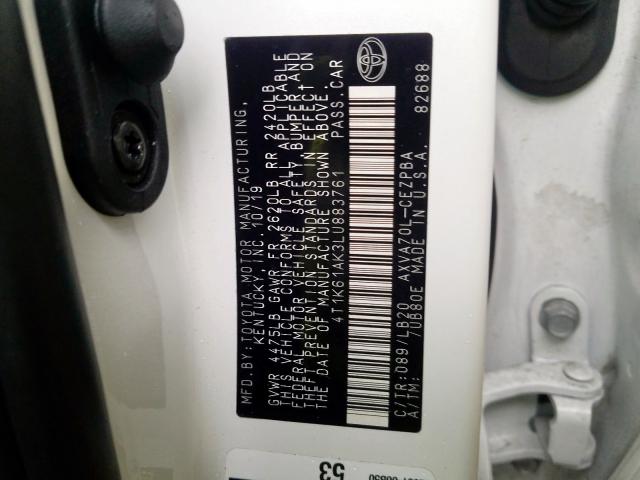 MFD.BY:TOYOTA MOTOR MANUFACTURING,
KENTUCKY, INC. 10/19
GVWR 4475LB GAWR FR 2620LB RR 2420LB
THIS VEHICLE CONFORMS TO ALL APPLICABLE
FEDERAL MOTOR VEHICLE SAFETY BUMPER, AND
THEFT PREVENTION STANDARDS IN EFFECT ON
THE DATE OF MANUFACTURE SHOWN ABOVE.
4T1K61AK3LU883761 PASS.CAR
C/TR:089/LB20 AXVA70L-CEZPBA
A/TM: 7UB80E MADE IN U.S.A. 82688
53